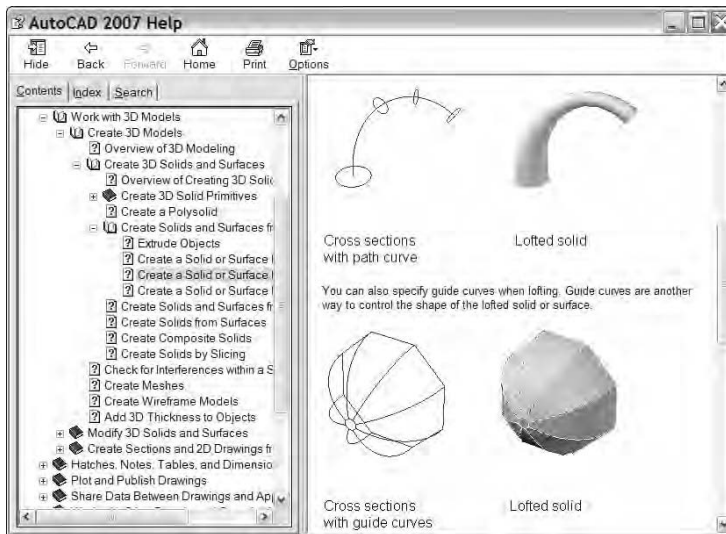 AutoCAD 2007 Help
Hide Back Forward Home Print Options
Contents Index Search
Work with 3D Models
Create 3D Models
Overview of 3D Modeling
Create 3D Solids and Surfaces
Overview of Creating 3D Solic
Create 3D Solid Primitives
Create a Polysolid
Create Solids and Surfaces fr
Extrude Objects
Create a Solid or Surface
Create a Solid or Surface
Create a Solid or Surface
Create Solids and Surfaces fr
Create Solids from Surfaces
Create Composite Solids
Create Solids by Slicing
Check for Interferences within a S
Create Meshes
Create Wireframe Models
Add 3D Thickness to Objects
Modify 3D Solids and Surfaces
Create Sections and 2D Drawings fr
Hatches, Notes, Tables, and Dimensio
Plot and Publish Drawings
Share Data Between Drawings and App
Cross sections
with path curve
Lofted solid
You can also specify guide curves when lofting. Guide curves are another
way to control the shape of the lofted solid or surface.
Cross sections
with guide curves
Lofted solid